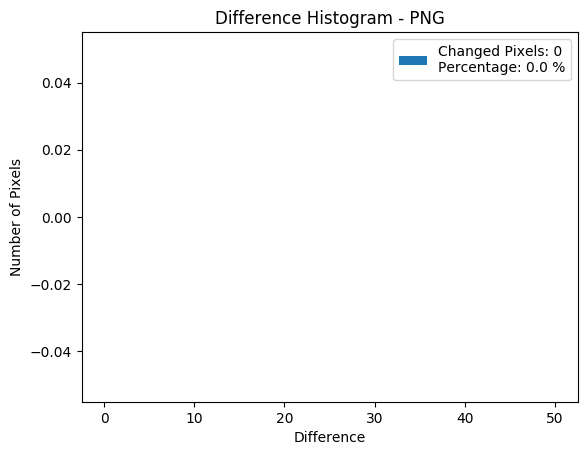 Difference Histogram - PNG
Changed Pixels: 0
Percentage: 0.0 %
0.04
0.02
0.00
−0.02
−0.04
Number of Pixels
0 10 20 30 40 50
Difference